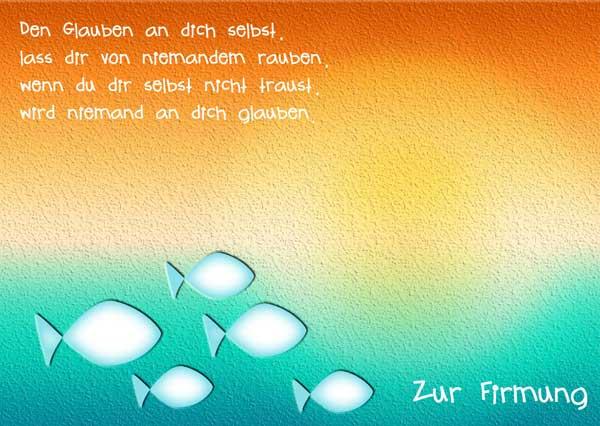 Den Glauben an dich selbst,
lass dir von niemandem rauben,
wenn du dir selbst nicht traust,
wird niemand an dich glauben.
Zur Firmung